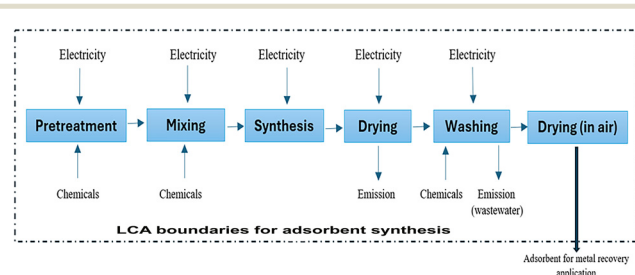 Electricity Electricity Electricity Electricity Electricity
Pretreatment Mixing Synthesis Drying Washing Drying (in air)
Chemicals Chemicals Emission Chemicals Emission
(wastewater)
LCA boundaries for adsorbent synthesis
Adsorbent for metal recovery
application